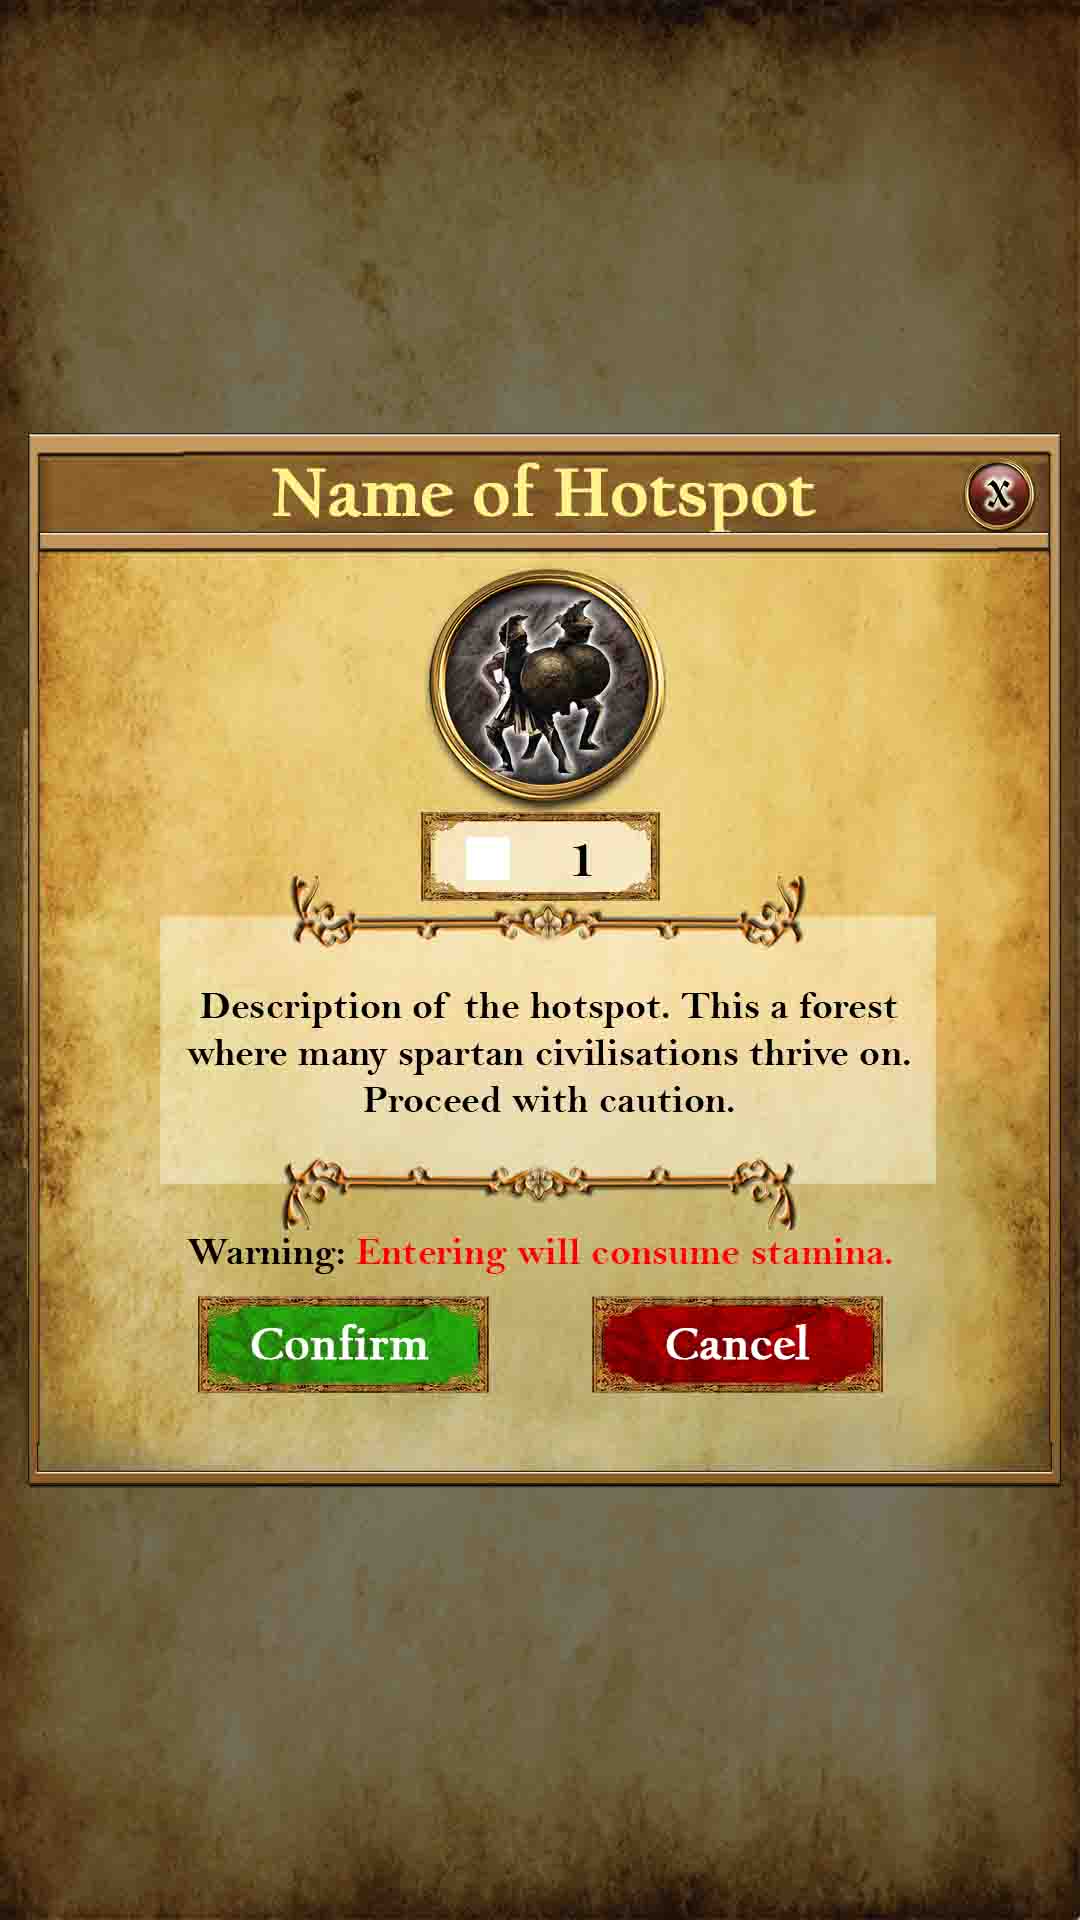 Name of Hotspot
X
1
Description of the hotspot. This a forest
where many spartan civilisations thrive on.
Proceed with caution.
Warning: Entering will consume stamina.
Confirm
Cancel